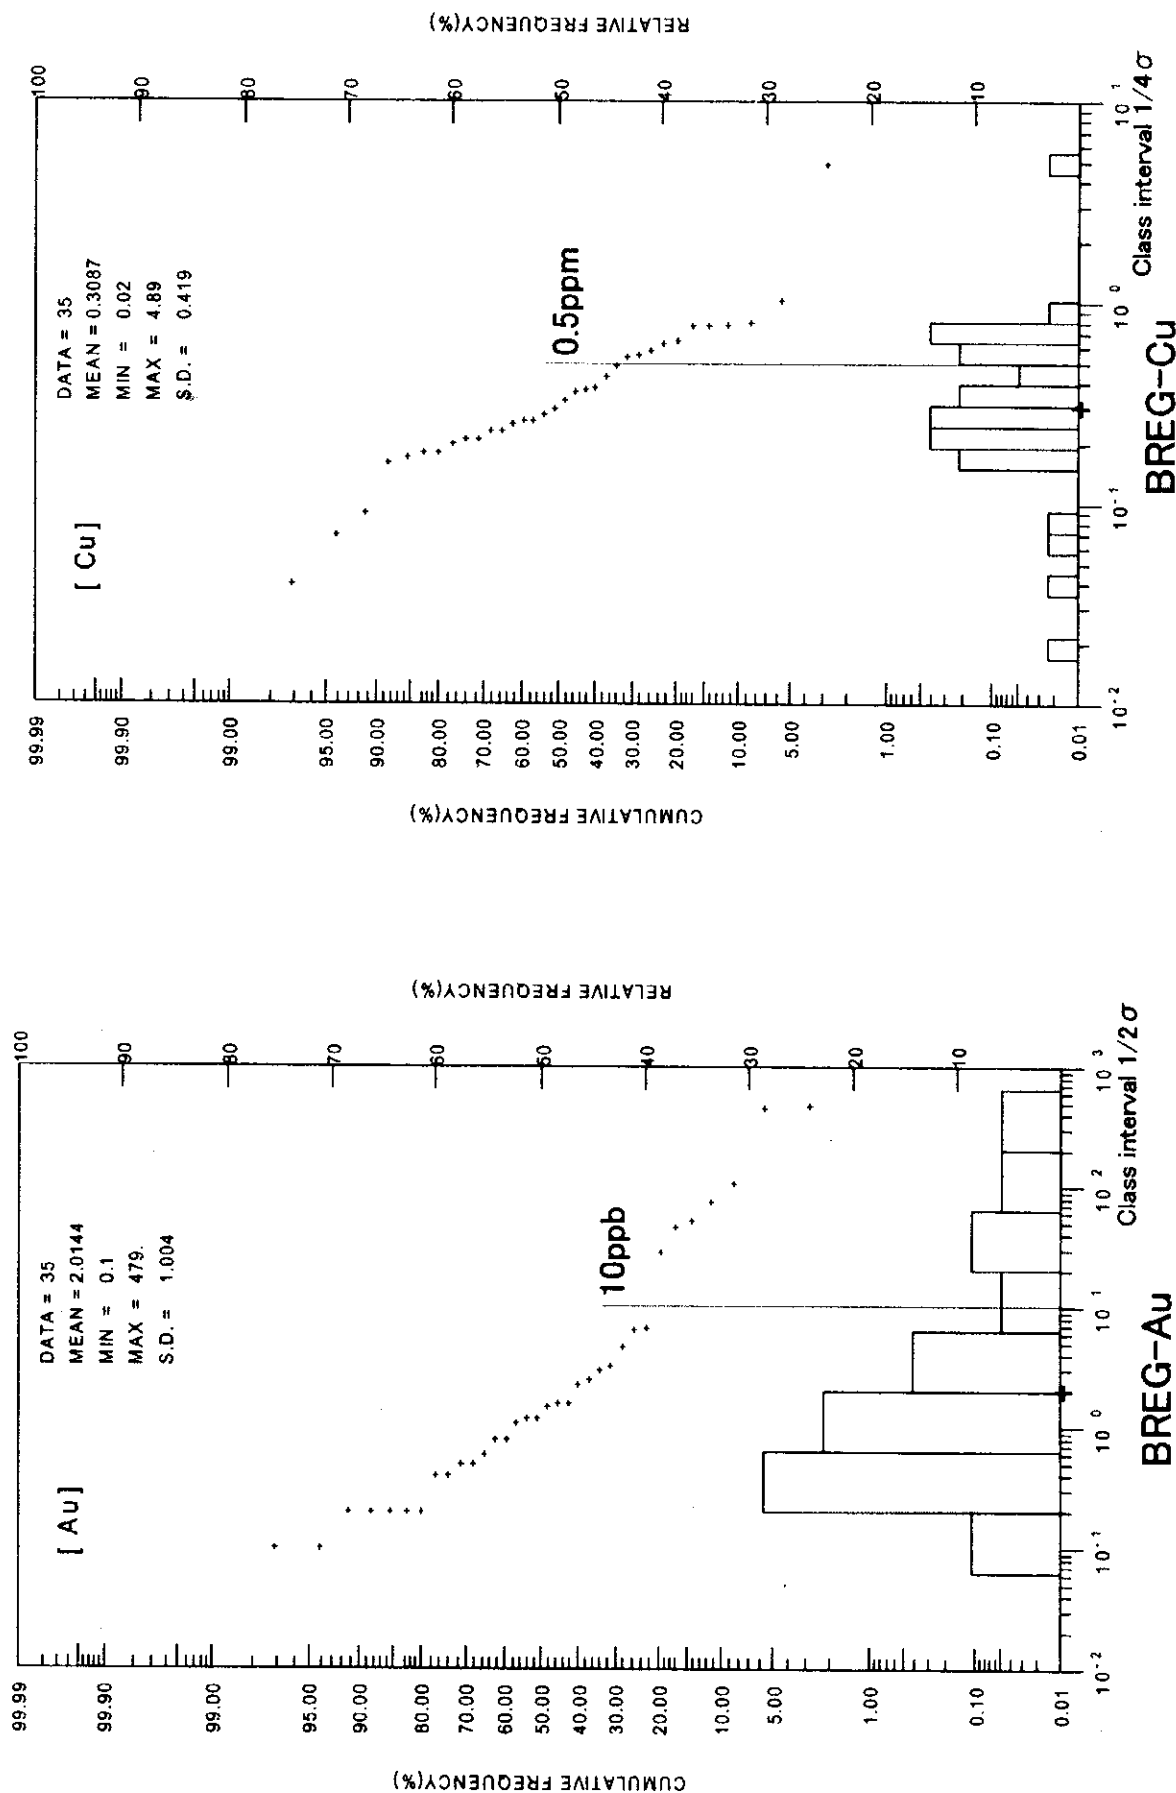 [ Au]
DATA = 35
MEAN = 2.0144
MIN = 0.1
MAX = 479.
S.D. = 1.004
10ppb
CUMULATIVE FREQUENCY(%)
99.99
99.90
99.00
95.00
90.00
80.00
70.00
60.00
50.00
40.00
30.00
20.00
10.00
5.00
1.00
0.10
0.01
RELATIVE FREQUENCY(%)
100
90
80
70
60
50
40
30
20
10
10⁻² 10⁻¹ 10⁰ 10¹ 10² 10³
Class interval 1/2σ
BREG-Au
[ Cu]
DATA = 35
MEAN = 0.3087
MIN = 0.02
MAX = 4.89
S.D. = 0.419
0.5ppm
CUMULATIVE FREQUENCY(%)
99.99
99.90
99.00
95.00
90.00
80.00
70.00
60.00
50.00
40.00
30.00
20.00
10.00
5.00
1.00
0.10
0.01
RELATIVE FREQUENCY(%)
100
90
80
70
60
50
40
30
20
10
10⁻² 10⁻¹ 10⁰ 10¹
Class interval 1/4σ
BREG-Cu